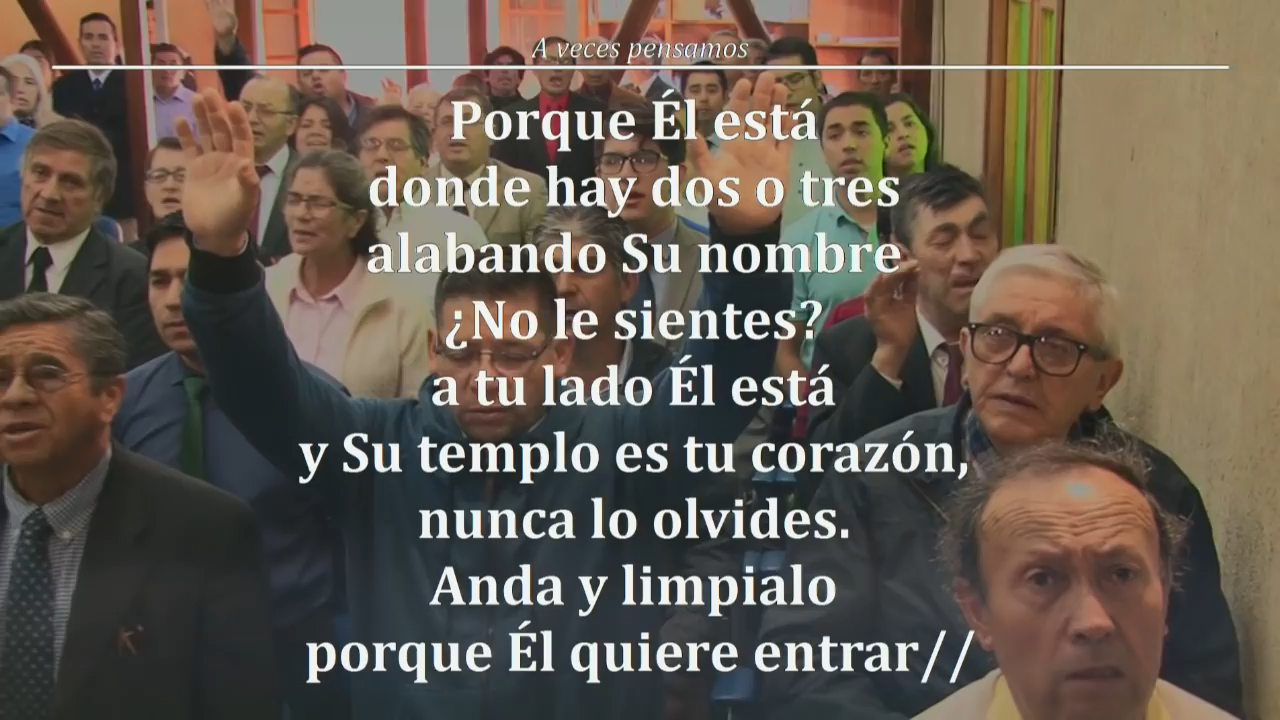 A veces pensamos
Porque Él está
donde hay dos o tres
alabando Su nombre
¿No le sientes?
a tu lado Él está
y Su templo es tu corazón,
nunca lo olvides.
Anda y limpialo
porque Él quiere entrar//